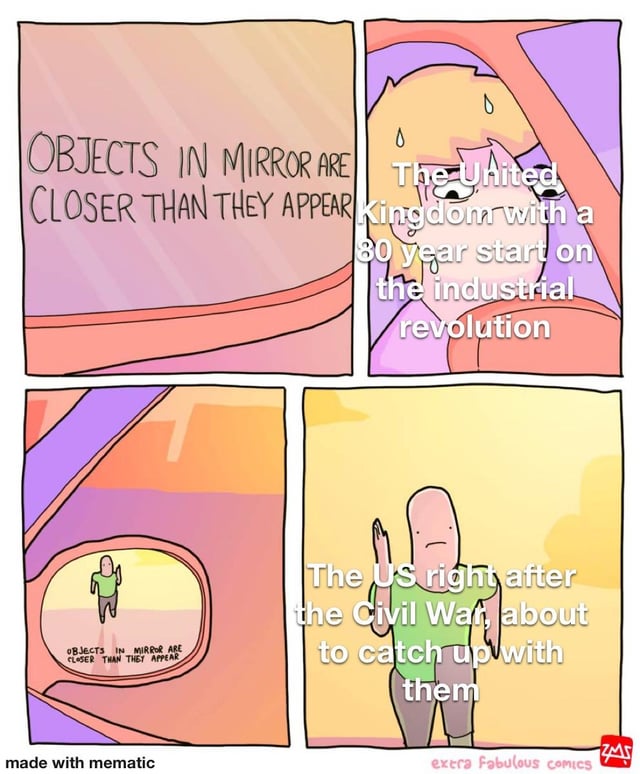 OBJECTS IN MIRROR ARE
CLOSER THAN THEY APPEAR
The United
Kingdom with a
80 year start on
the industrial
revolution
OBJECTS IN MIRROR ARE
CLOSER THAN THEY APPEAR
The US right after
the Civil War, about
to catch up with
them
made with mematic
extra fabulous comics
ZMS